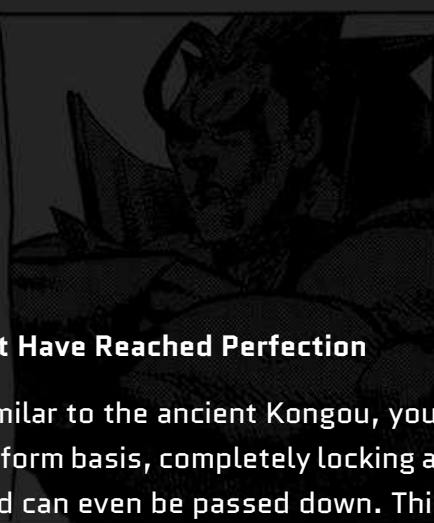 t Have Reached Perfection
milar to the ancient Kongou, you
form basis, completely locking a
d can even be passed down. Thi